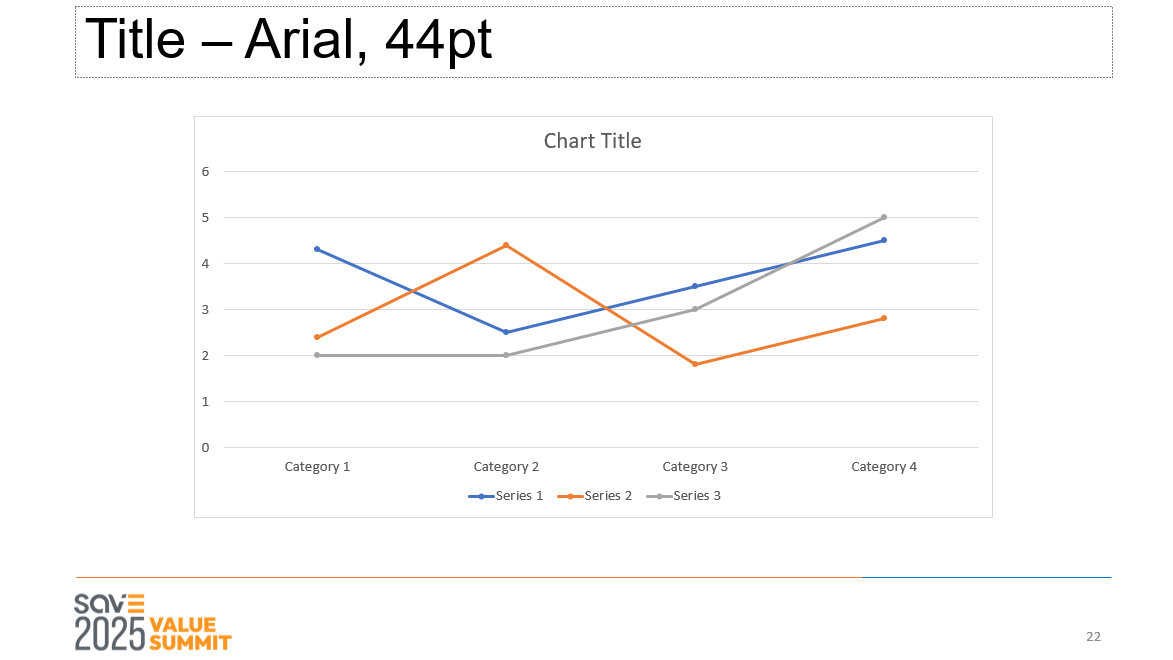 Title – Arial, 44pt
Chart Title
6
5
4
3
2
1
0
Category 1 Category 2 Category 3 Category 4
Series 1 Series 2 Series 3
SAVE
2025 VALUE
SUMMIT
22